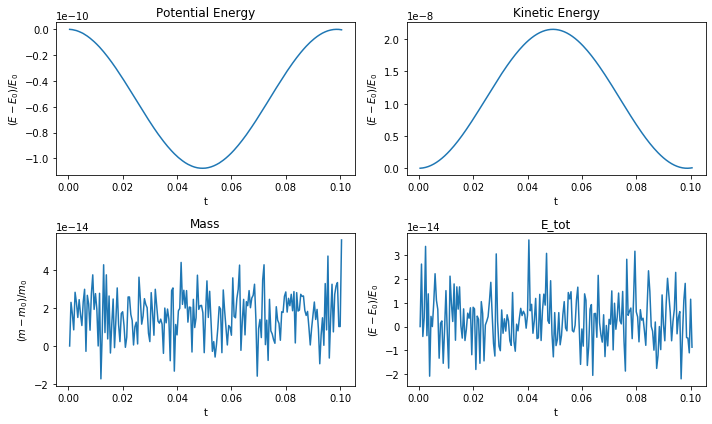 Potential Energy
1e−10
0.0
−0.2
−0.4
−0.6
−0.8
−1.0
(E − E₀)/E₀
0.00 0.02 0.04 0.06 0.08 0.10
t
Kinetic Energy
1e−8
2.0
1.5
1.0
0.5
0.0
(E − E₀)/E₀
0.00 0.02 0.04 0.06 0.08 0.10
t
Mass
1e−14
4
2
0
−2
(m − m₀)/m₀
0.00 0.02 0.04 0.06 0.08 0.10
t
E_tot
1e−14
3
2
1
0
−1
−2
(E − E₀)/E₀
0.00 0.02 0.04 0.06 0.08 0.10
t